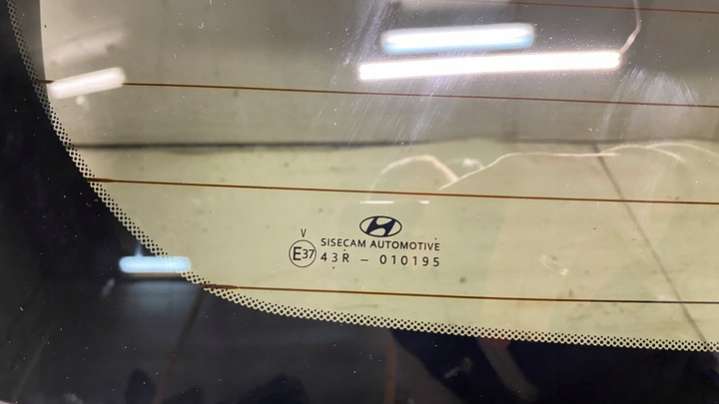 V
SISECAM AUTOMOTIVE
E37 43R - 010195